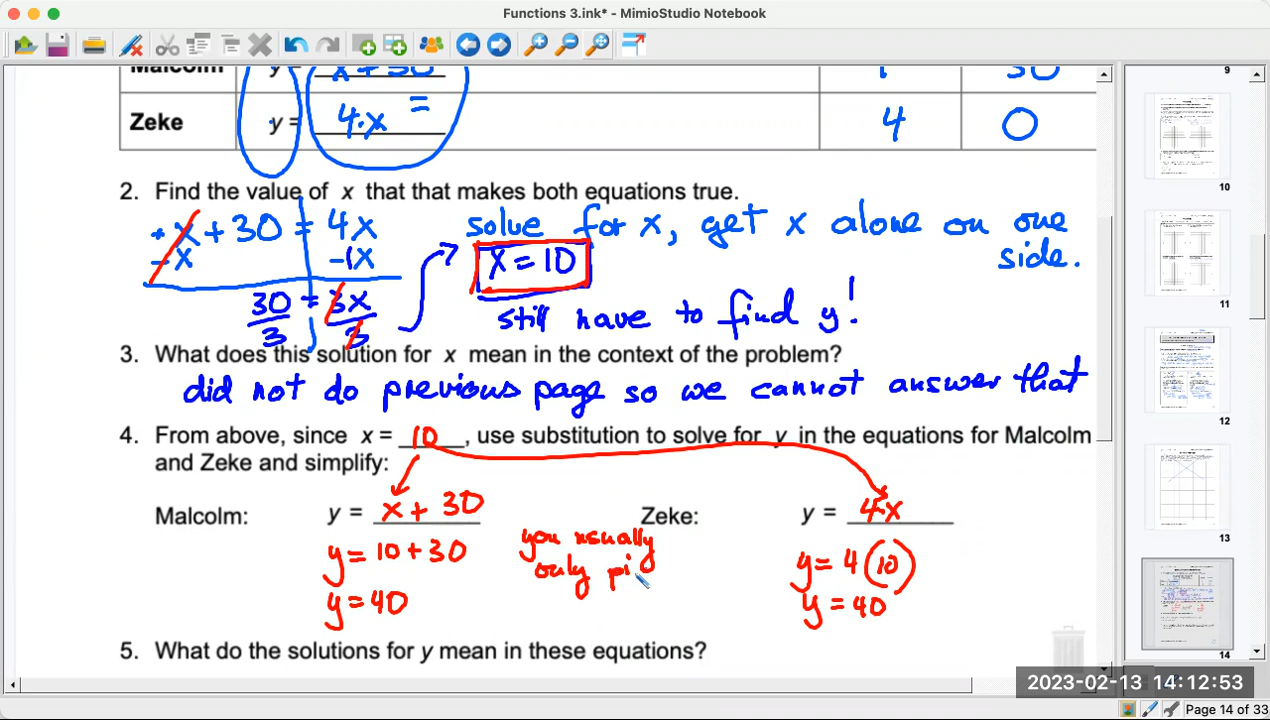 Functions 3.ink* - MimioStudio Notebook
Malcolm y = x + 30 1 30
Zeke y = 4·x = 4 0
2. Find the value of x that that makes both equations true.
+x + 30 = 4x
-x -1x
30 = 3x
3 3
solve for x, get x alone on one
side.
x = 10
still have to find y!
3. What does this solution for x mean in the context of the problem?
did not do previous page so we cannot answer that
4. From above, since x = 10, use substitution to solve for y in the equations for Malcolm
and Zeke and simplify:
Malcolm: y = x + 30
y = 10 + 30
y = 40
you usually
only pi
Zeke: y = 4·x
y = 4(10)
y = 40
5. What do the solutions for y mean in these equations?
9
10
11
12
13
14
2023-02-13 14:12:53
Page 14 of 33